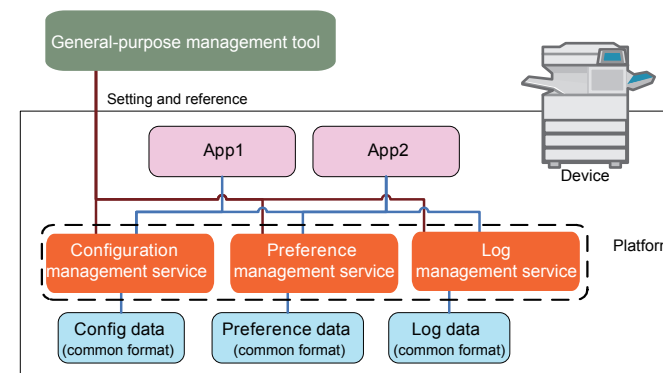 General-purpose management tool
Setting and reference
App1
App2
Device
Configuration
management service
Preference
management service
Log
management service
Platform
Config data
(common format)
Preference data
(common format)
Log data
(common format)